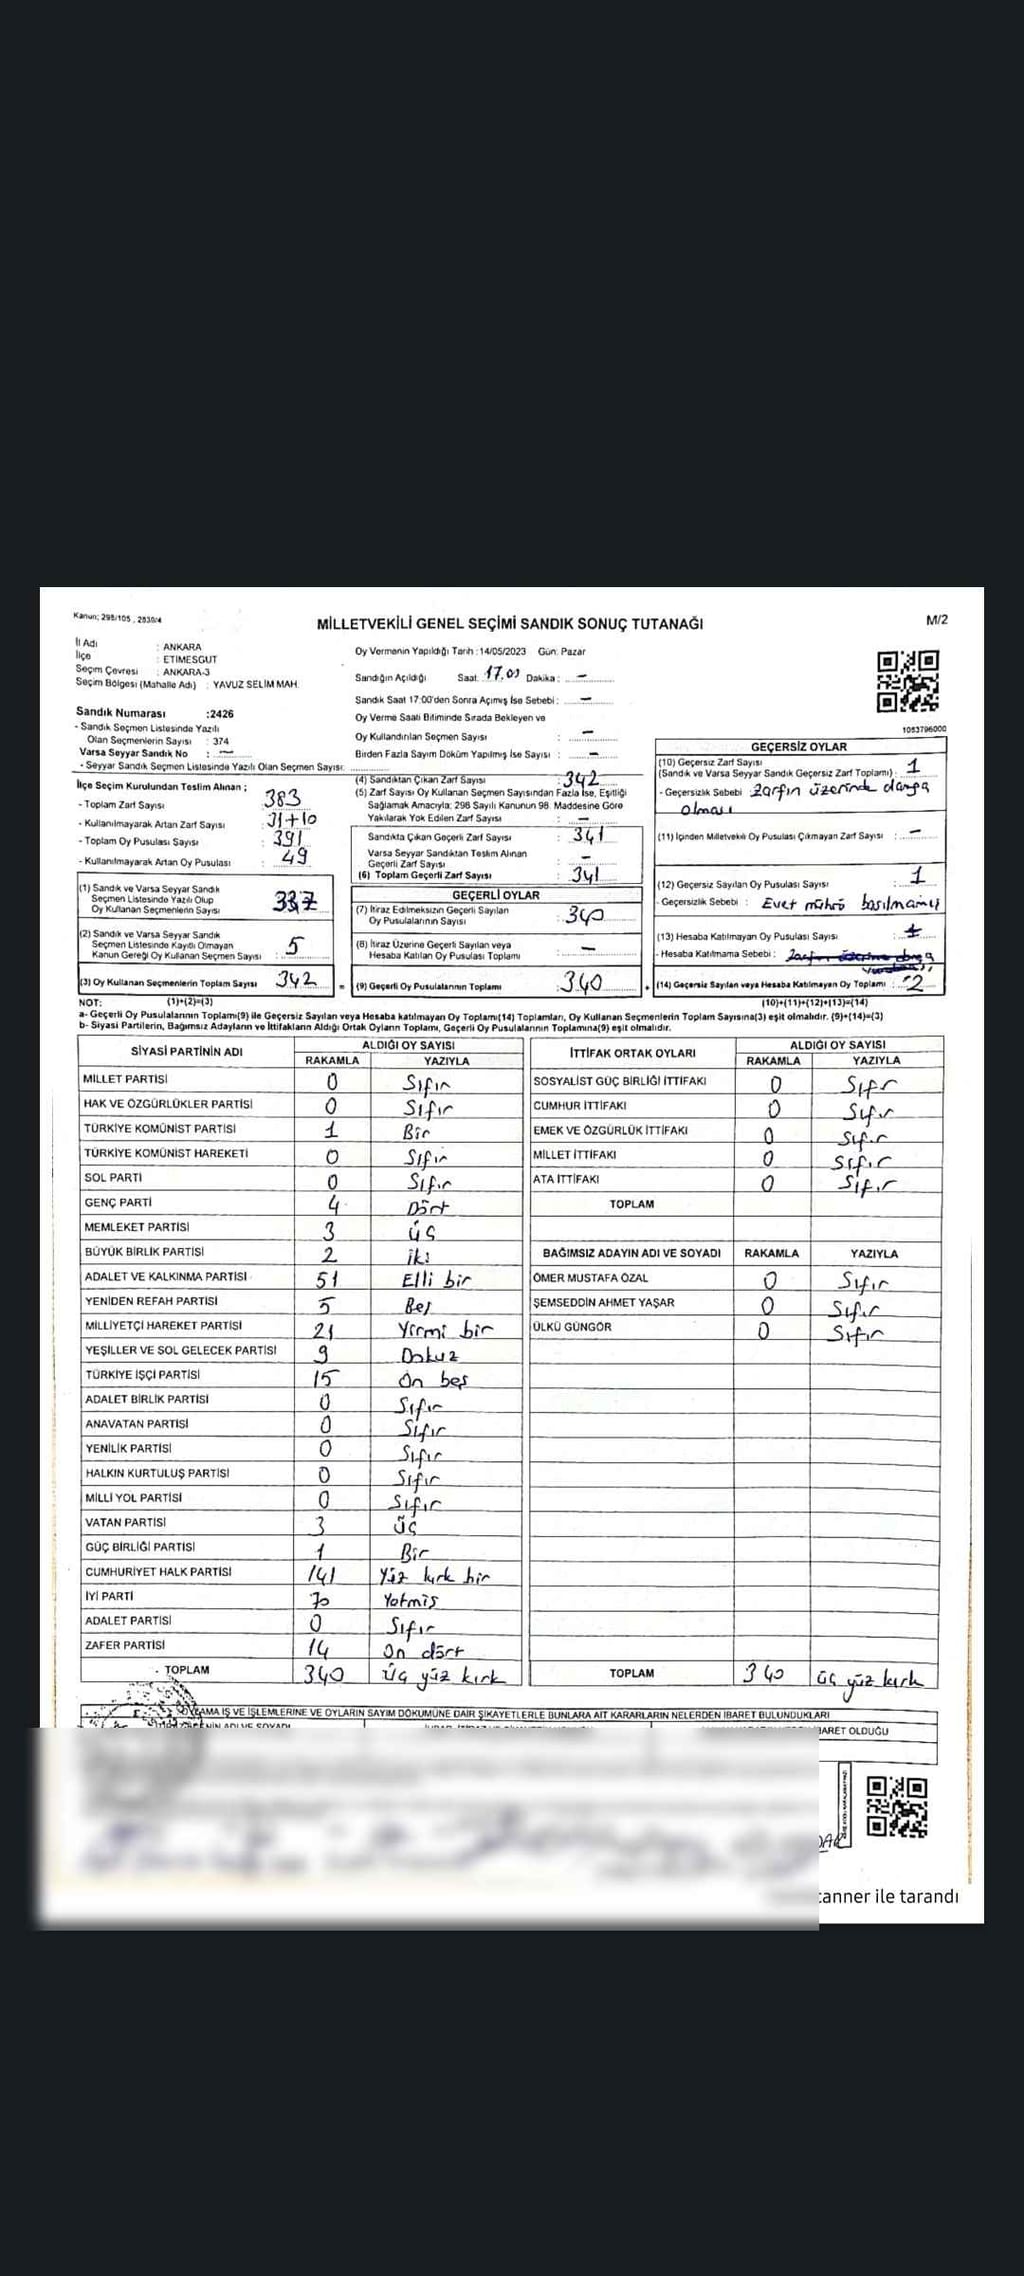 Kanun; 298/105 , 2839/4
MİLLETVEKİLİ GENEL SEÇİMİ SANDIK SONUÇ TUTANAĞI
M/2
İl Adı : ANKARA
İlçe : ETİMESGUT
Seçim Çevresi : ANKARA-3
Seçim Bölgesi (Mahalle Adı) : YAVUZ SELİM MAH.
Sandık Numarası :2426
- Sandık Seçmen Listesinde Yazılı
Olan Seçmenlerin Sayısı : 374
Varsa Seyyar Sandık No : —
- Seyyar Sandık Seçmen Listesinde Yazılı Olan Seçmen Sayısı:
Oy Vermenin Yapıldığı Tarih :14/05/2023 Gün: Pazar
Sandığın Açıldığı Saat: 17.00 Dakika : —
Sandık Saat 17:00'den Sonra Açımış İse Sebebi : —
Oy Verme Saati Bitiminde Sırada Bekleyen ve
Oy Kullandırılan Seçmen Sayısı : —
Birden Fazla Sayım Döküm Yapılmış İse Sayısı : —
1053796000
İlçe Seçim Kurulundan Teslim Alınan ;
- Toplam Zarf Sayısı : 383
- Kullanılmayarak Artan Zarf Sayısı : 31+10
- Toplam Oy Pusulası Sayısı : 391
- Kullanılmayarak Artan Oy Pusulası : 49
(1) Sandık ve Varsa Seyyar Sandık
Seçmen Listesinde Yazılı Olup
Oy Kullanan Seçmenlerin Sayısı : 337
(2) Sandık ve Varsa Seyyar Sandık
Seçmen Listesinde Kayıtlı Olmayan
Kanun Gereği Oy Kullanan Seçmen Sayısı : 5
(3) Oy Kullanan Seçmenlerin Toplam Sayısı : 342 =
(4) Sandıktan Çıkan Zarf Sayısı : 342
(5) Zarf Sayısı Oy Kullanan Seçmen Sayısından Fazla İse, Eşitliği
Sağlamak Amacıyla; 298 Sayılı Kanunun 98. Maddesine Göre
Yakılarak Yok Edilen Zarf Sayısı : —
Sandıkta Çıkan Geçerli Zarf Sayısı : 341
Varsa Seyyar Sandıktan Teslim Alınan
Geçerli Zarf Sayısı : —
(6) Toplam Geçerli Zarf Sayısı : 341
GEÇERLİ OYLAR
(7) İtiraz Edilmeksizin Geçerli Sayılan
Oy Pusulalarının Sayısı : 340
(8) İtiraz Üzerine Geçerli Sayılan veya
Hesaba Katılan Oy Pusulası Toplamı : —
(9) Geçerli Oy Pusulalarının Toplamı : 340 +
GEÇERSİZ OYLAR
(10) Geçersiz Zarf Sayısı
(Sandık ve Varsa Seyyar Sandık Geçersiz Zarf Toplamı) : 1
- Geçersizlik Sebebi : Zarfın üzerinde damga
olması
(11) İçinden Milletvekili Oy Pusulası Çıkmayan Zarf Sayısı : —
(12) Geçersiz Sayılan Oy Pusulası Sayısı : 1
- Geçersizlik Sebebi : Evet mührü basılmamış
(13) Hesaba Katılmayan Oy Pusulası Sayısı :
- Hesaba Katılmama Sebebi :
(14) Geçersiz Sayılan veya Hesaba Katılmayan Oy Toplamı : 2
NOT: (1)+(2)=(3)
(10)+(11)+(12)+(13)=(14)
a- Geçerli Oy Pusulalarının Toplamı(9) ile Geçersiz Sayılan veya Hesaba katılmayan Oy Toplamı(14) Toplamları, Oy Kullanan Seçmenlerin Toplam Sayısına(3) eşit olmalıdır. (9)+(14)=(3)
b- Siyasi Partilerin, Bağımsız Adayların ve İttifakların Aldığı Ortak Oyların Toplamı, Geçerli Oy Pusulalarının Toplamına(9) eşit olmalıdır.
SİYASİ PARTİNİN ADI ALDIĞI OY SAYISI
RAKAMLA YAZIYLA
MİLLET PARTİSİ 0 Sıfır
HAK VE ÖZGÜRLÜKLER PARTİSİ 0 Sıfır
TÜRKİYE KOMÜNİST PARTİSİ 1 Bir
TÜRKİYE KOMÜNİST HAREKETİ 0 Sıfır
SOL PARTİ 0 Sıfır
GENÇ PARTİ 4 Dört
MEMLEKET PARTİSİ 3 üç
BÜYÜK BİRLİK PARTİSİ 2 iki
ADALET VE KALKINMA PARTİSİ 51 Elli bir
YENİDEN REFAH PARTİSİ 5 Beş
MİLLİYETÇİ HAREKET PARTİSİ 21 Yirmi bir
YEŞİLLER VE SOL GELECEK PARTİSİ 9 Dokuz
TÜRKİYE İŞÇİ PARTİSİ 15 On beş
ADALET BİRLİK PARTİSİ 0 Sıfır
ANAVATAN PARTİSİ 0 Sıfır
YENİLİK PARTİSİ 0 Sıfır
HALKIN KURTULUŞ PARTİSİ 0 Sıfır
MİLLİ YOL PARTİSİ 0 Sıfır
VATAN PARTİSİ 3 üç
GÜÇ BİRLİĞİ PARTİSİ 1 Bir
CUMHURİYET HALK PARTİSİ 141 Yüz kırk bir
İYİ PARTİ 70 Yetmiş
ADALET PARTİSİ 0 Sıfır
ZAFER PARTİSİ 14 On dört
TOPLAM 340 üç yüz kırk
İTTİFAK ORTAK OYLARI ALDIĞI OY SAYISI
RAKAMLA YAZIYLA
SOSYALİST GÜÇ BİRLİĞİ İTTİFAKI 0 Sıfır
CUMHUR İTTİFAKI 0 Sıfır
EMEK VE ÖZGÜRLÜK İTTİFAKI 0 Sıfır
MİLLET İTTİFAKI 0 Sıfır
ATA İTTİFAKI 0 Sıfır
TOPLAM
BAĞIMSIZ ADAYIN ADI VE SOYADI RAKAMLA YAZIYLA
ÖMER MUSTAFA ÖZAL 0 Sıfır
ŞEMSEDDİN AHMET YAŞAR 0 Sıfır
ÜLKÜ GÜNGÖR 0 Sıfır
TOPLAM 340 üç yüz kırk
OYLAMA İŞ VE İŞLEMLERİNE VE OYLARIN SAYIM DÖKÜMÜNE DAİR ŞİKAYETLERLE BUNLARA AİT KARARLARIN NELERDEN İBARET BULUNDUKLARI
ADI VE SOYADI
İBARET OLDUĞU
canner ile tarandı